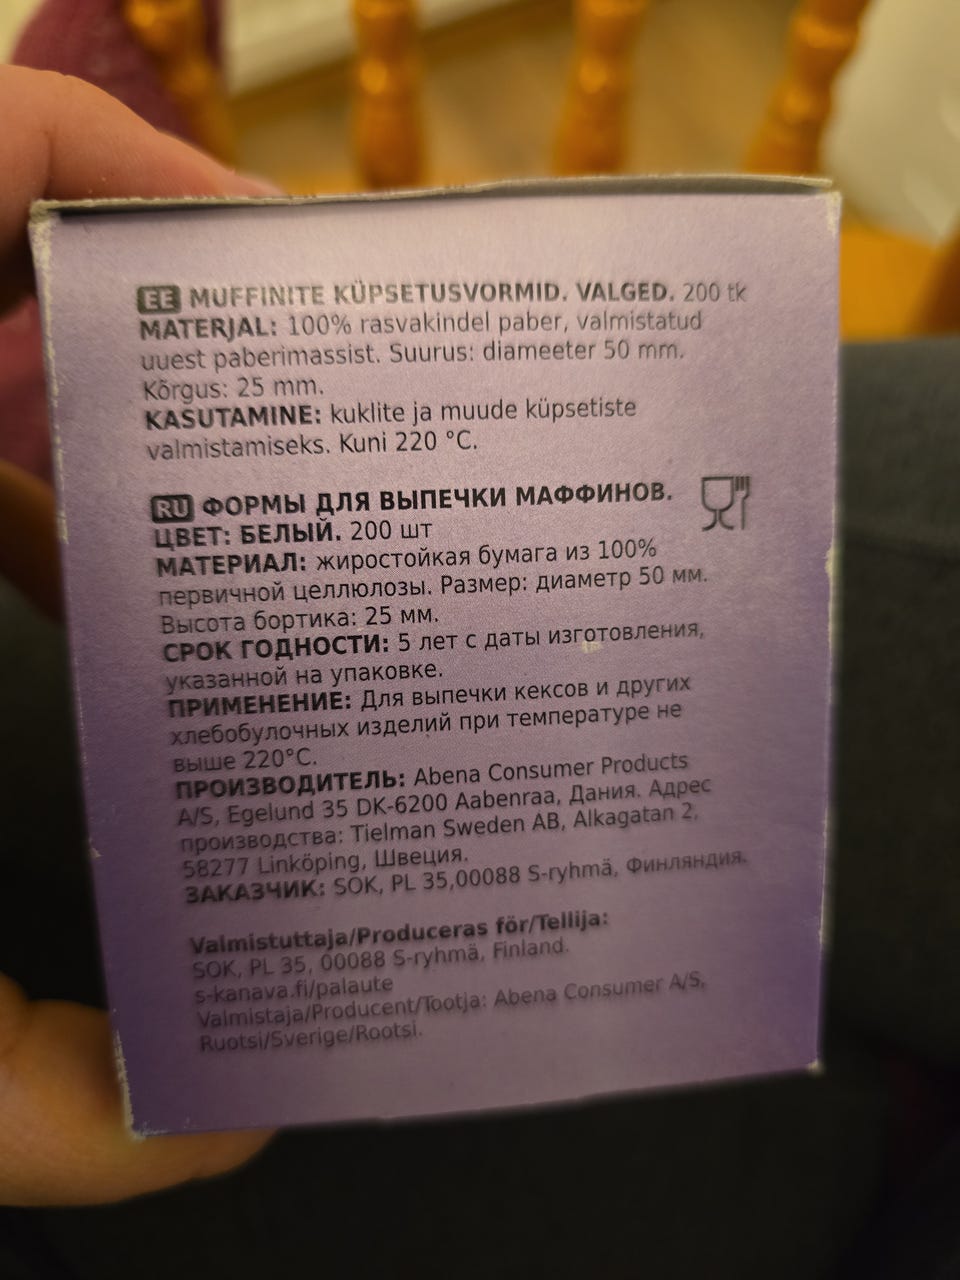 EE MUFFINITE KÜPSETUSVORMID. VALGED. 200 tk
MATERJAL: 100% rasvakindel paber, valmistatud
uuest paberimassist. Suurus: diameeter 50 mm.
Kõrgus: 25 mm.
KASUTAMINE: kuklite ja muude küpsetiste
valmistamiseks. Kuni 220 °C.
RU ФОРМЫ ДЛЯ ВЫПЕЧКИ МАФФИНОВ.
ЦВЕТ: БЕЛЫЙ. 200 шт
МАТЕРИАЛ: жиростойкая бумага из 100%
первичной целлюлозы. Размер: диаметр 50 мм.
Высота бортика: 25 мм.
СРОК ГОДНОСТИ: 5 лет с даты изготовления,
указанной на упаковке.
ПРИМЕНЕНИЕ: Для выпечки кексов и других
хлебобулочных изделий при температуре не
выше 220°C.
ПРОИЗВОДИТЕЛЬ: Abena Consumer Products
A/S, Egelund 35 DK-6200 Aabenraa, Дания. Адрес
производства: Tielman Sweden AB, Alkagatan 2,
58277 Linköping, Швеция.
ЗАКАЗЧИК: SOK, PL 35,00088 S-ryhmä, Финляндия.
Valmistuttaja/Produceras för/Tellija:
SOK, PL 35, 00088 S-ryhmä, Finland.
s-kanava.fi/palaute
Valmistaja/Producent/Tootja: Abena Consumer A/S,
Ruotsi/Sverige/Rootsi.